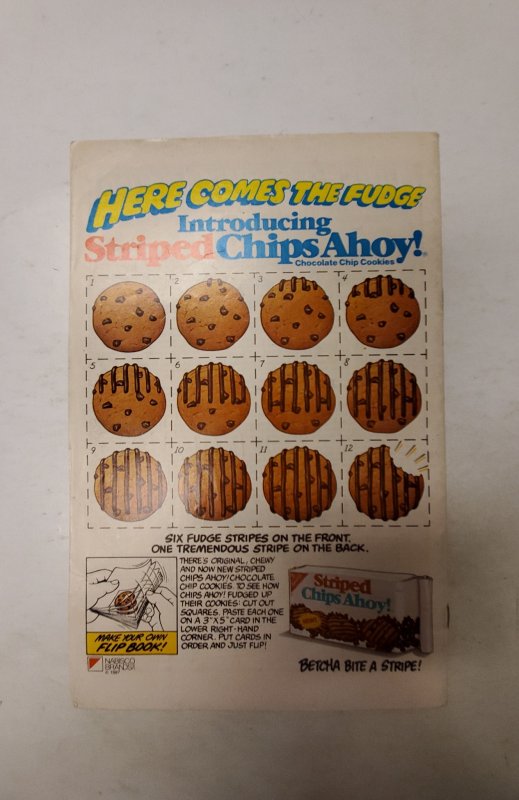 HERE COMES THE FUDGE
Introducing
Striped Chips Ahoy!
Chocolate Chip Cookies
1 2 3 4
5 6 7 8
9 10 11 12
SIX FUDGE STRIPES ON THE FRONT.
ONE TREMENDOUS STRIPE ON THE BACK.
THERE'S ORIGINAL, CHEWY
AND NOW NEW STRIPED
CHIPS AHOY! CHOCOLATE
CHIP COOKIES. TO SEE HOW
CHIPS AHOY! FUDGED UP
THEIR COOKIES: CUT OUT
SQUARES. PASTE EACH ONE
ON A 3"X5" CARD IN THE
LOWER RIGHT-HAND
CORNER. PUT CARDS IN
ORDER, AND JUST FLIP!
MAKE YOUR OWN
FLIP BOOK!
NABISCO
BRANDS
© 1987
Striped
Chips Ahoy!
BETCHA BITE A STRIPE!